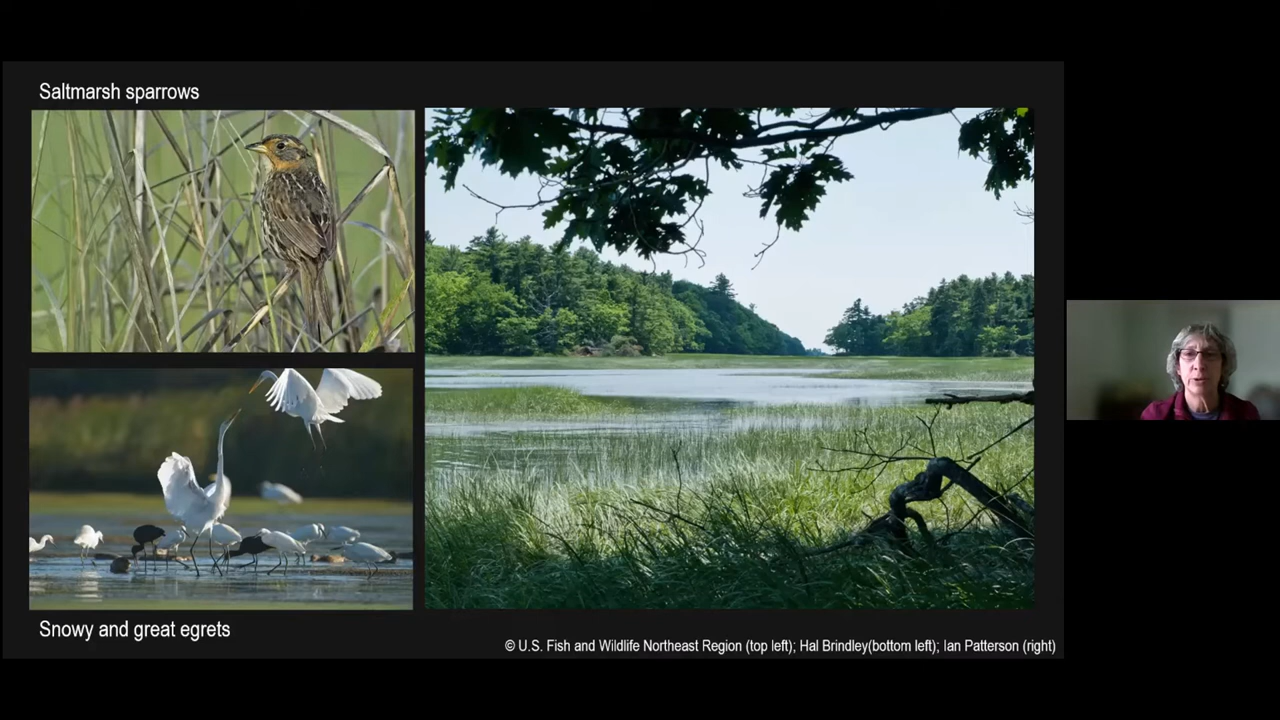 Saltmarsh sparrows
Snowy and great egrets
© U.S. Fish and Wildlife Northeast Region (top left); Hal Brindley(bottom left); Ian Patterson (right)